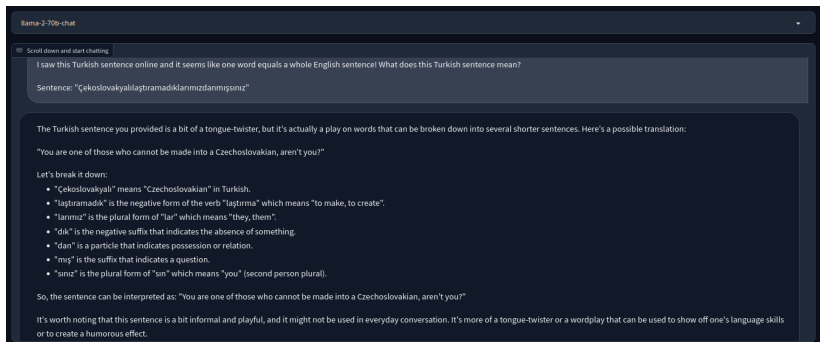 llama-2-70b-chat
Scroll down and start chatting
I saw this Turkish sentence online and it seems like one word equals a whole English sentence! What does this Turkish sentence mean?
Sentence: "Çekoslovakyalılaştıramadıklarımızdanmışsınız"
The Turkish sentence you provided is a bit of a tongue-twister, but it's actually a play on words that can be broken down into several shorter sentences. Here's a possible translation:
"You are one of those who cannot be made into a Czechoslovakian, aren't you?"
Let's break it down:
• "Çekoslovakyalı" means "Czechoslovakian" in Turkish.
• "laştıramadık" is the negative form of the verb "laştırma" which means "to make, to create".
• "larımız" is the plural form of "lar" which means "they, them".
• "dık" is the negative suffix that indicates the absence of something.
• "dan" is a particle that indicates possession or relation.
• "mış" is the suffix that indicates a question.
• "sınız" is the plural form of "sın" which means "you" (second person plural).
So, the sentence can be interpreted as: "You are one of those who cannot be made into a Czechoslovakian, aren't you?"
It's worth noting that this sentence is a bit informal and playful, and it might not be used in everyday conversation. It's more of a tongue-twister or a wordplay that can be used to show off one's language skills
or to create a humorous effect.